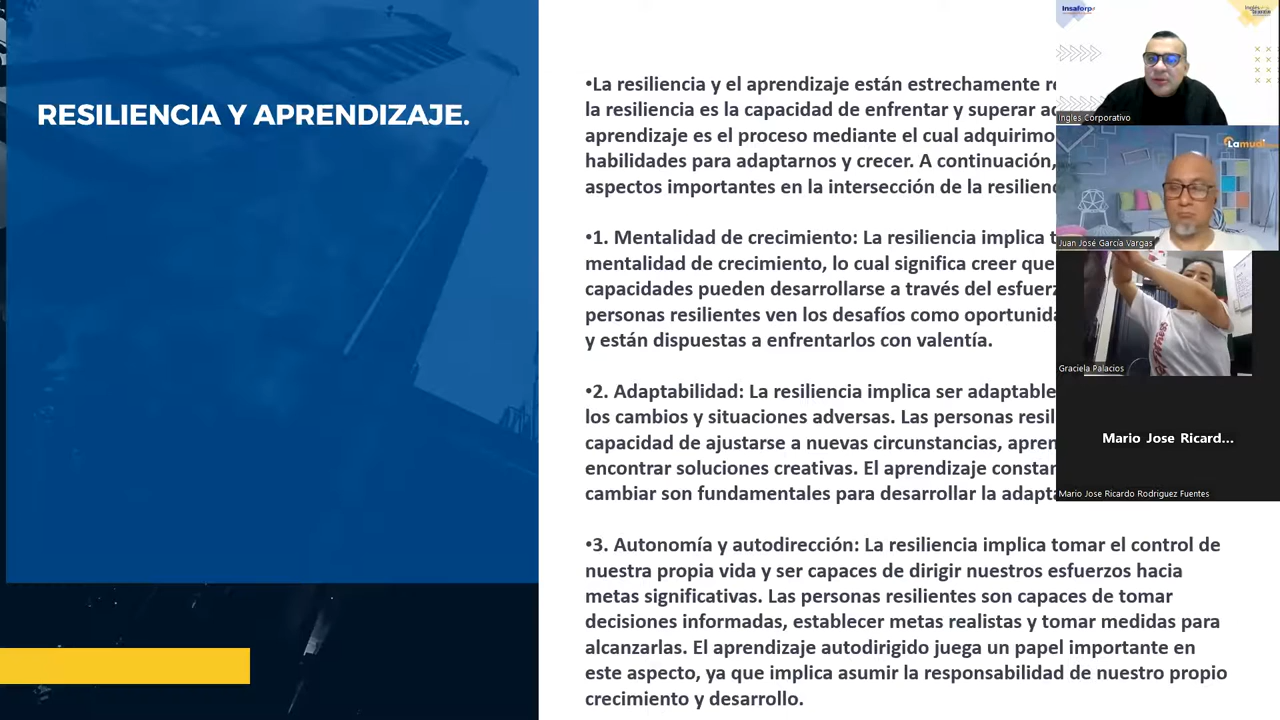 RESILIENCIA Y APRENDIZAJE.
•La resiliencia y el aprendizaje están estrechamente
la resiliencia es la capacidad de enfrentar y superar
aprendizaje es el proceso mediante el cual adquirimo
habilidades para adaptarnos y crecer. A continuación,
aspectos importantes en la intersección de la resilienc
•1. Mentalidad de crecimiento: La resiliencia implica
mentalidad de crecimiento, lo cual significa creer que
capacidades pueden desarrollarse a través del esfuerz
personas resilientes ven los desafíos como oportunida
y están dispuestas a enfrentarlos con valentía.
•2. Adaptabilidad: La resiliencia implica ser adaptable
los cambios y situaciones adversas. Las personas resil
capacidad de ajustarse a nuevas circunstancias, apren
encontrar soluciones creativas. El aprendizaje constan
cambiar son fundamentales para desarrollar la adapta
•3. Autonomía y autodirección: La resiliencia implica tomar el control de
nuestra propia vida y ser capaces de dirigir nuestros esfuerzos hacia
metas significativas. Las personas resilientes son capaces de tomar
decisiones informadas, establecer metas realistas y tomar medidas para
alcanzarlas. El aprendizaje autodirigido juega un papel importante en
este aspecto, ya que implica asumir la responsabilidad de nuestro propio
crecimiento y desarrollo.
Insaforp
Ingles Corporativo
Lamudi
Juan José García Vargas
Graciela Palacios
Mario Jose Ricard...
Mario Jose Ricardo Rodriguez Fuentes